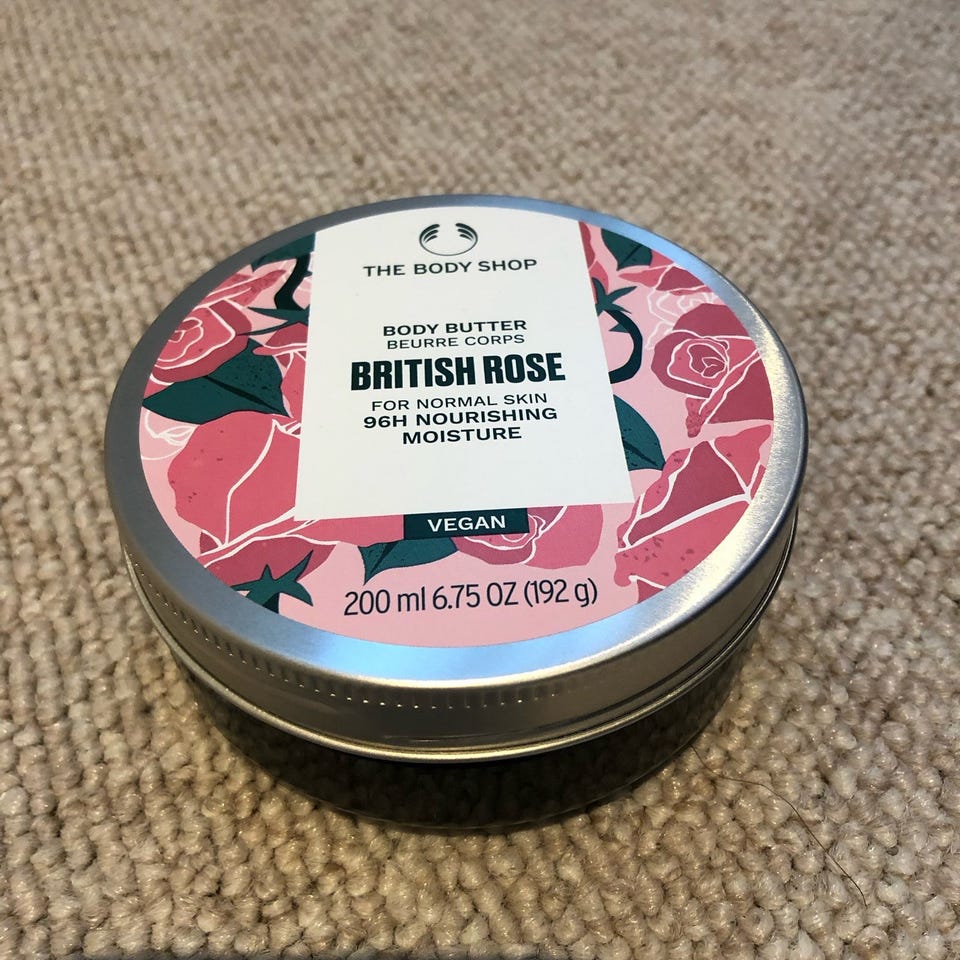 THE BODY SHOP
BODY BUTTER
BEURRE CORPS
BRITISH ROSE
FOR NORMAL SKIN
96H NOURISHING
MOISTURE
VEGAN
200 ml 6.75 OZ (192 g)